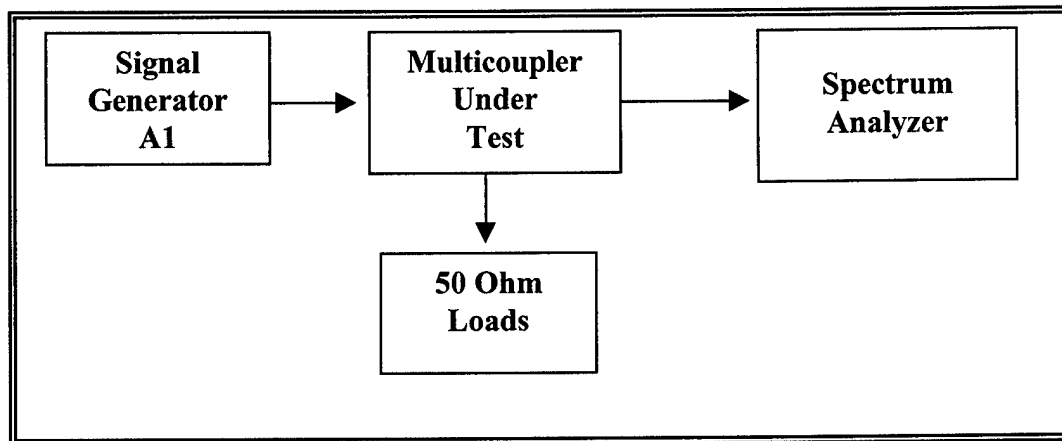 Signal
Generator
A1
Multicoupler
Under
Test
Spectrum
Analyzer
50 Ohm
Loads